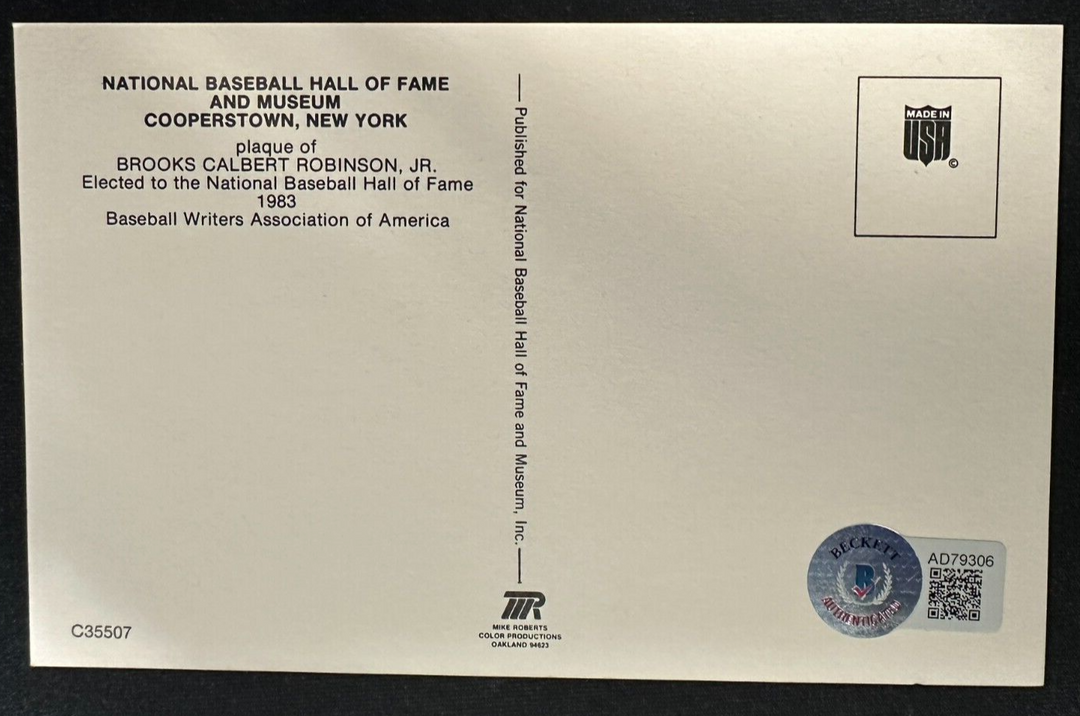 NATIONAL BASEBALL HALL OF FAME
AND MUSEUM
COOPERSTOWN, NEW YORK
plaque of
BROOKS CALBERT ROBINSON, JR.
Elected to the National Baseball Hall of Fame
1983
Baseball Writers Association of America
Published for National Baseball Hall of Fame and Museum, Inc.
MADE IN
USA
©
BECKETT
B
AD79306
C35507
MR
MIKE ROBERTS
COLOR PRODUCTIONS
OAKLAND 94623